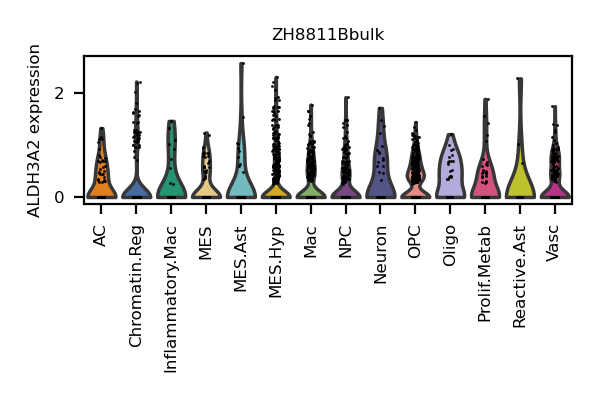 ZH8811Bbulk
ALDH3A2 expression
2
0
AC
Chromatin.Reg
Inflammatory.Mac
MES
MES.Ast
MES.Hyp
Mac
NPC
Neuron
OPC
Oligo
Prolif.Metab
Reactive.Ast
Vasc